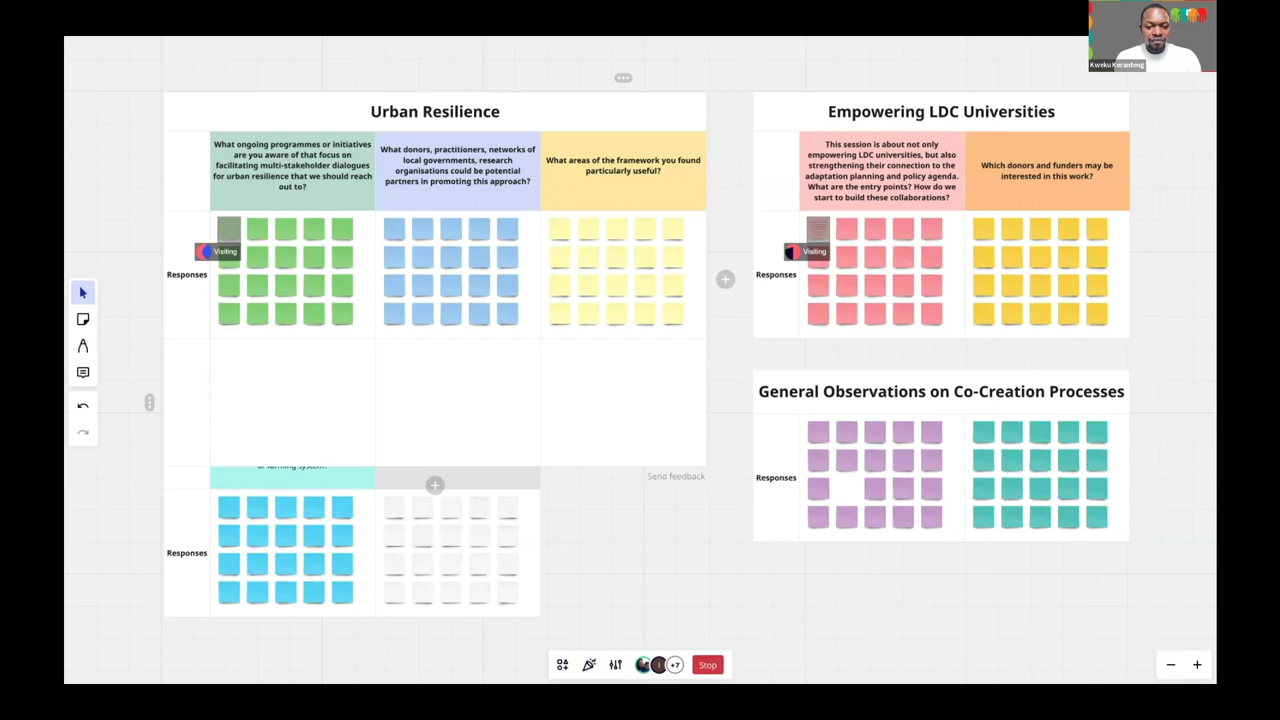 Kweku Koranteng
Urban Resilience
What ongoing programmes or initiatives
are you aware of that focus on
facilitating multi-stakeholder dialogues
for urban resilience that we should reach
out to?
What donors, practitioners, networks of
local governments, research
organisations could be potential
partners in promoting this approach?
What areas of the framework you found
particularly useful?
Visiting
Responses
Empowering LDC Universities
This session is about not only
empowering LDC universities, but also
strengthening their connection to the
adaptation planning and policy agenda.
What are the entry points? How do we
start to build these collaborations?
Which donors and funders may be
interested in this work?
Visiting
Responses
General Observations on Co-Creation Processes
Responses
or farming system?
Send feedback
Responses
+7
Stop